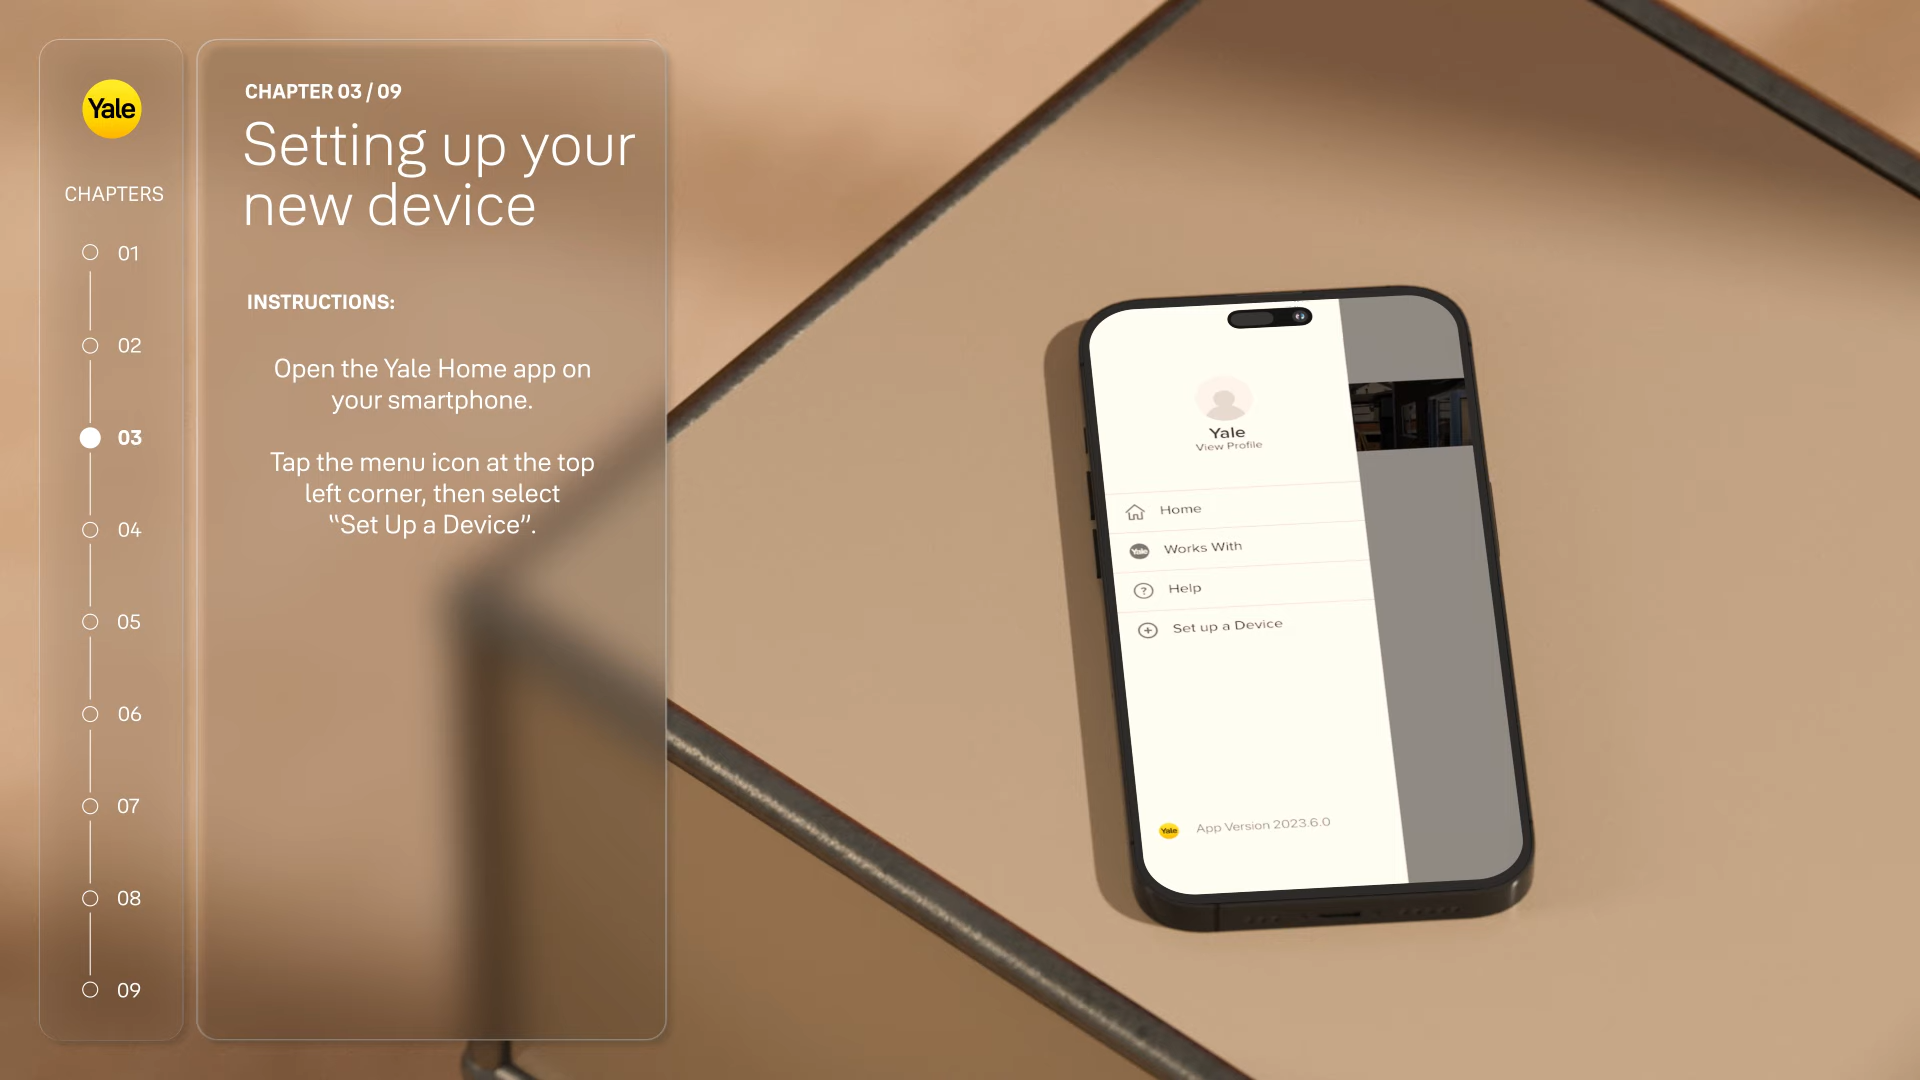 Yale
CHAPTERS
01
02
03
04
05
06
07
08
09
CHAPTER 03 / 09
Setting up your
new device
INSTRUCTIONS:
Open the Yale Home app on
your smartphone.
Tap the menu icon at the top
left corner, then select
“Set Up a Device”.
Yale
View Profile
Home
Yale
Works With
?
Help
Set up a Device
Yale
App Version 2023.6.0